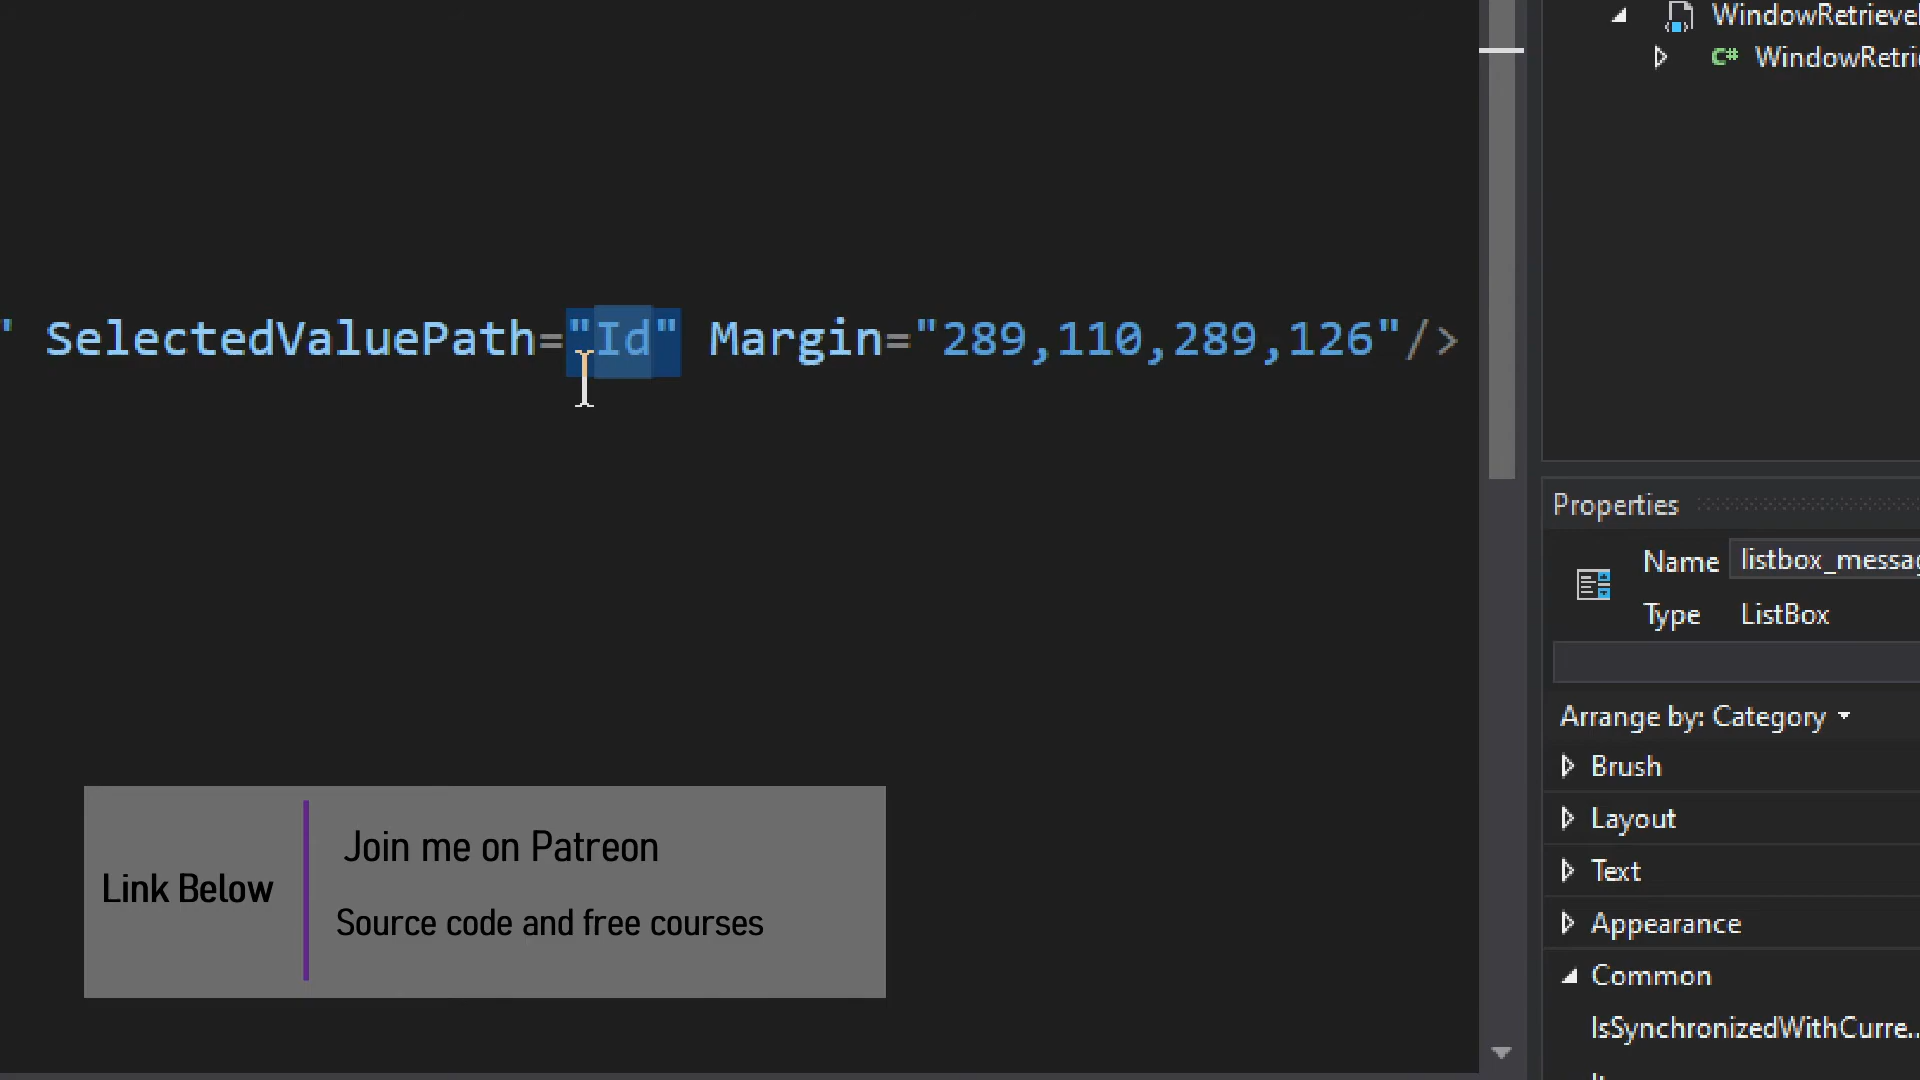 WindowRetrieve
C# WindowRetri
" SelectedValuePath="Id" Margin="289,110,289,126"/>
Properties
Name listbox_messag
Type ListBox
Arrange by: Category
Brush
Layout
Text
Appearance
Common
IsSynchronizedWithCurre...
Link Below
Join me on Patreon
Source code and free courses